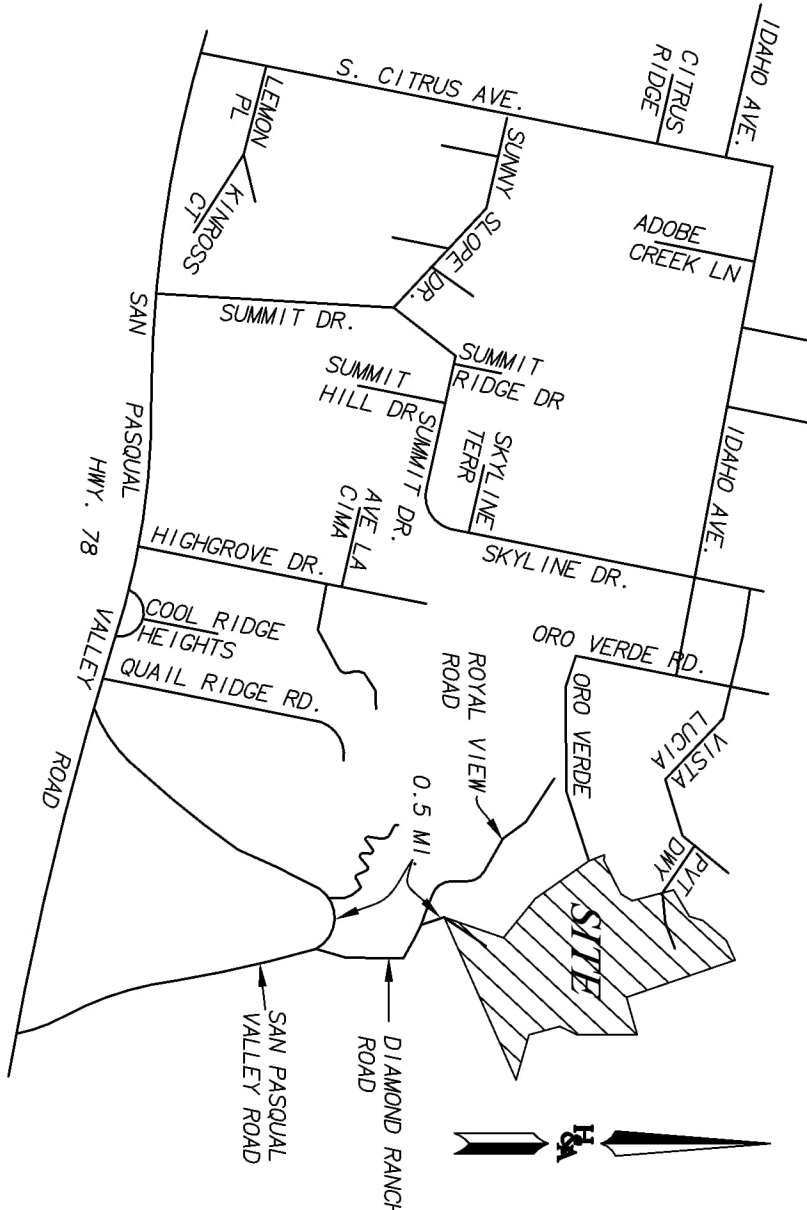 IDAHO AVE.
CITRUS
RIDGE
S. CITRUS AVE.
LEMON
PL
KINROSS
CT
SUNNY
SLOPE
DR.
ADOBE
CREEK LN
SUMMIT DR.
SUMMIT
RIDGE DR
SUMMIT
HILL DR
SUMMIT DR.
SKYLINE
TERR
IDAHO AVE.
SKYLINE DR.
SAN PASQUAL VALLEY ROAD
HWY. 78
HIGHGROVE DR.
AVE LA
CIMA
COOL RIDGE
HEIGHTS
QUAIL RIDGE RD.
ORO VERDE RD.
ORO VERDE
ROYAL VIEW
ROAD
VISTA
LUCIA
PVT
DWY
0.5 MI.
SITE
DIAMOND RANCH
ROAD
SAN PASQUAL
VALLEY ROAD